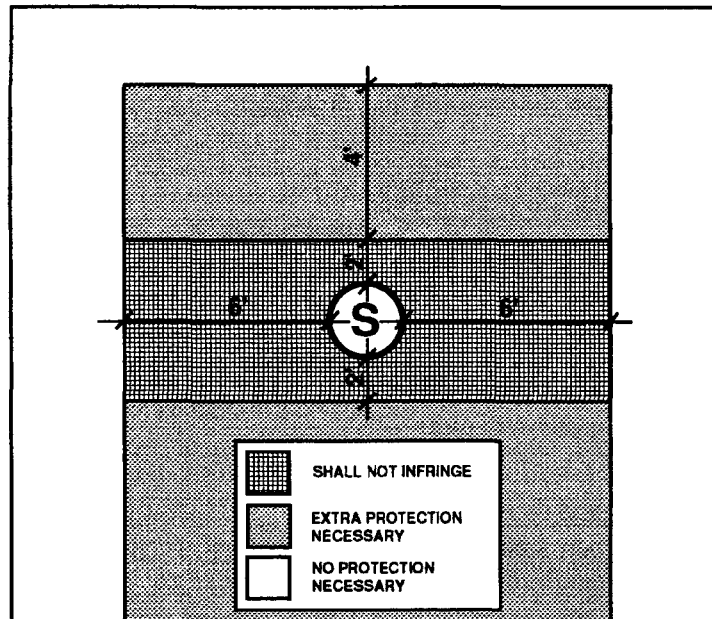 4'
2'
6'
S
6'
2'
SHALL NOT INFRINGE
EXTRA PROTECTION
NECESSARY
NO PROTECTION
NECESSARY